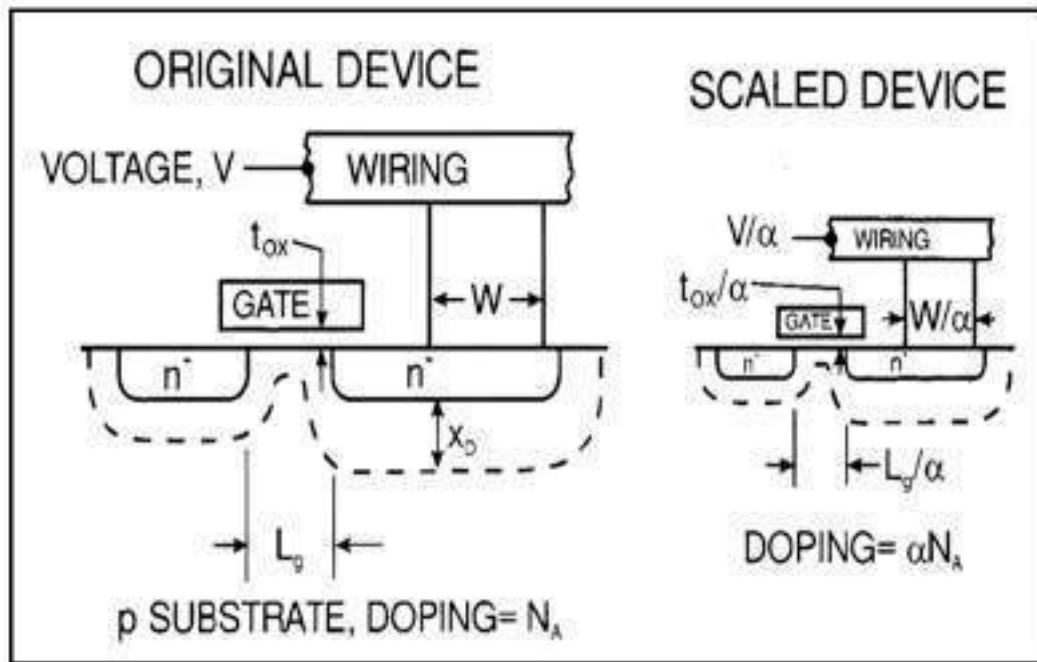 ORIGINAL DEVICE
VOLTAGE, V
WIRING
tox
GATE
W
n-
n-
xD
Lg
p SUBSTRATE, DOPING= NA
SCALED DEVICE
V/α
WIRING
tox/α
GATE
W/α
n-
n-
Lg/α
DOPING= αNA